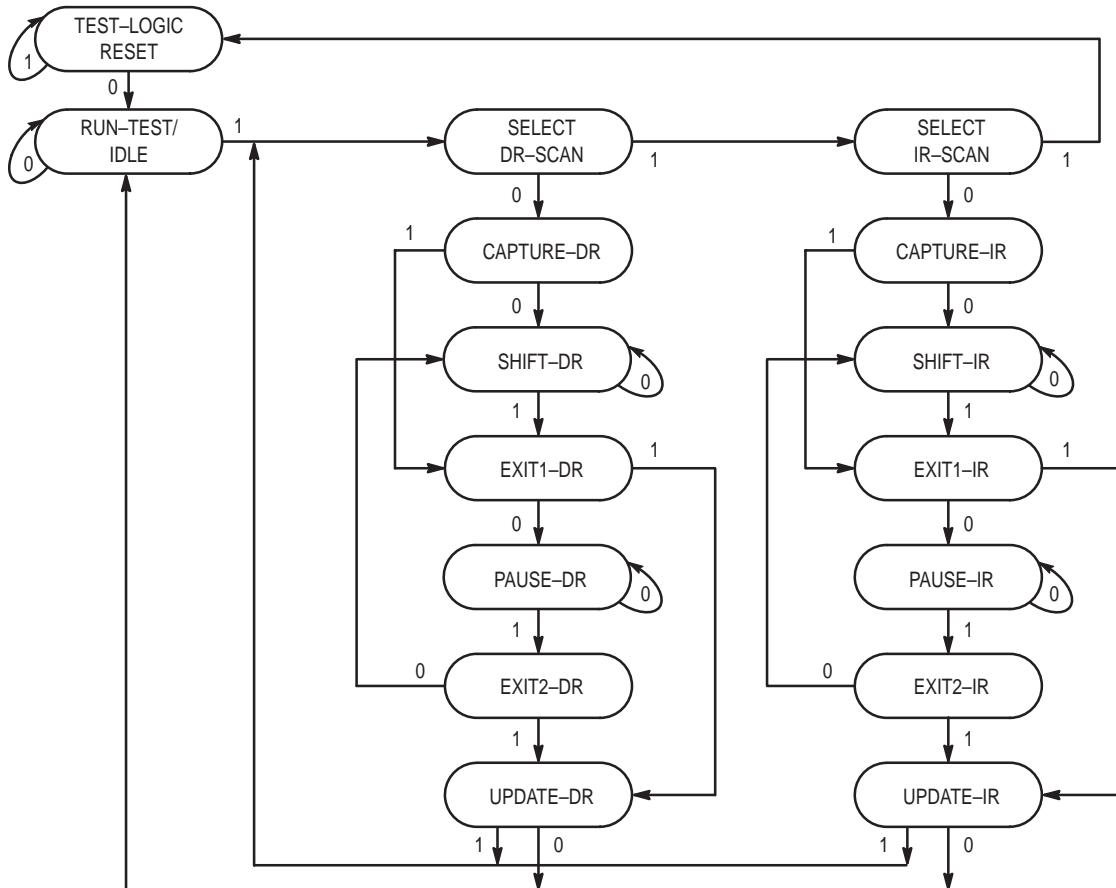 TEST–LOGIC
RESET
1
0
RUN–TEST/
IDLE
0
1
SELECT
DR–SCAN
1
SELECT
IR–SCAN
1
0
0
1
CAPTURE–DR
1
CAPTURE–IR
0
0
SHIFT–DR
0
SHIFT–IR
0
1
1
EXIT1–DR
1
EXIT1–IR
1
0
0
PAUSE–DR
0
PAUSE–IR
0
1
1
0
EXIT2–DR
0
EXIT2–IR
1
1
UPDATE–DR
UPDATE–IR
1
0
1
0